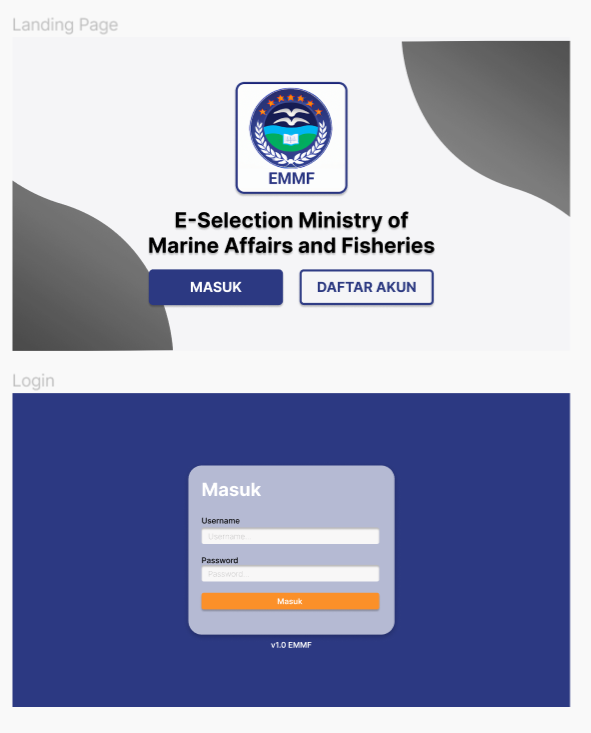 Landing Page
EMMF
E-Selection Ministry of
Marine Affairs and Fisheries
MASUK
DAFTAR AKUN
Login
Masuk
Username
Username
Password
Password
Masuk
v1.0 EMMF